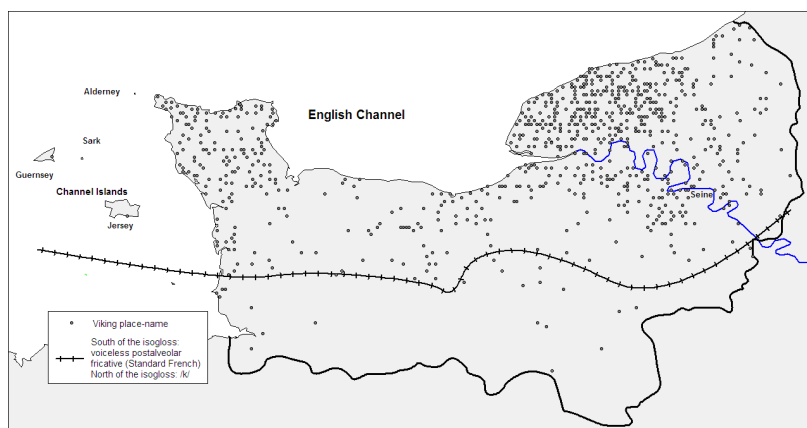 Alderney
English Channel
Sark
Guernsey
Channel Islands
Jersey
Seine
Viking place-name
South of the isogloss:
voiceless postalveolar
fricative (Standard French)
North of the isogloss: /k/